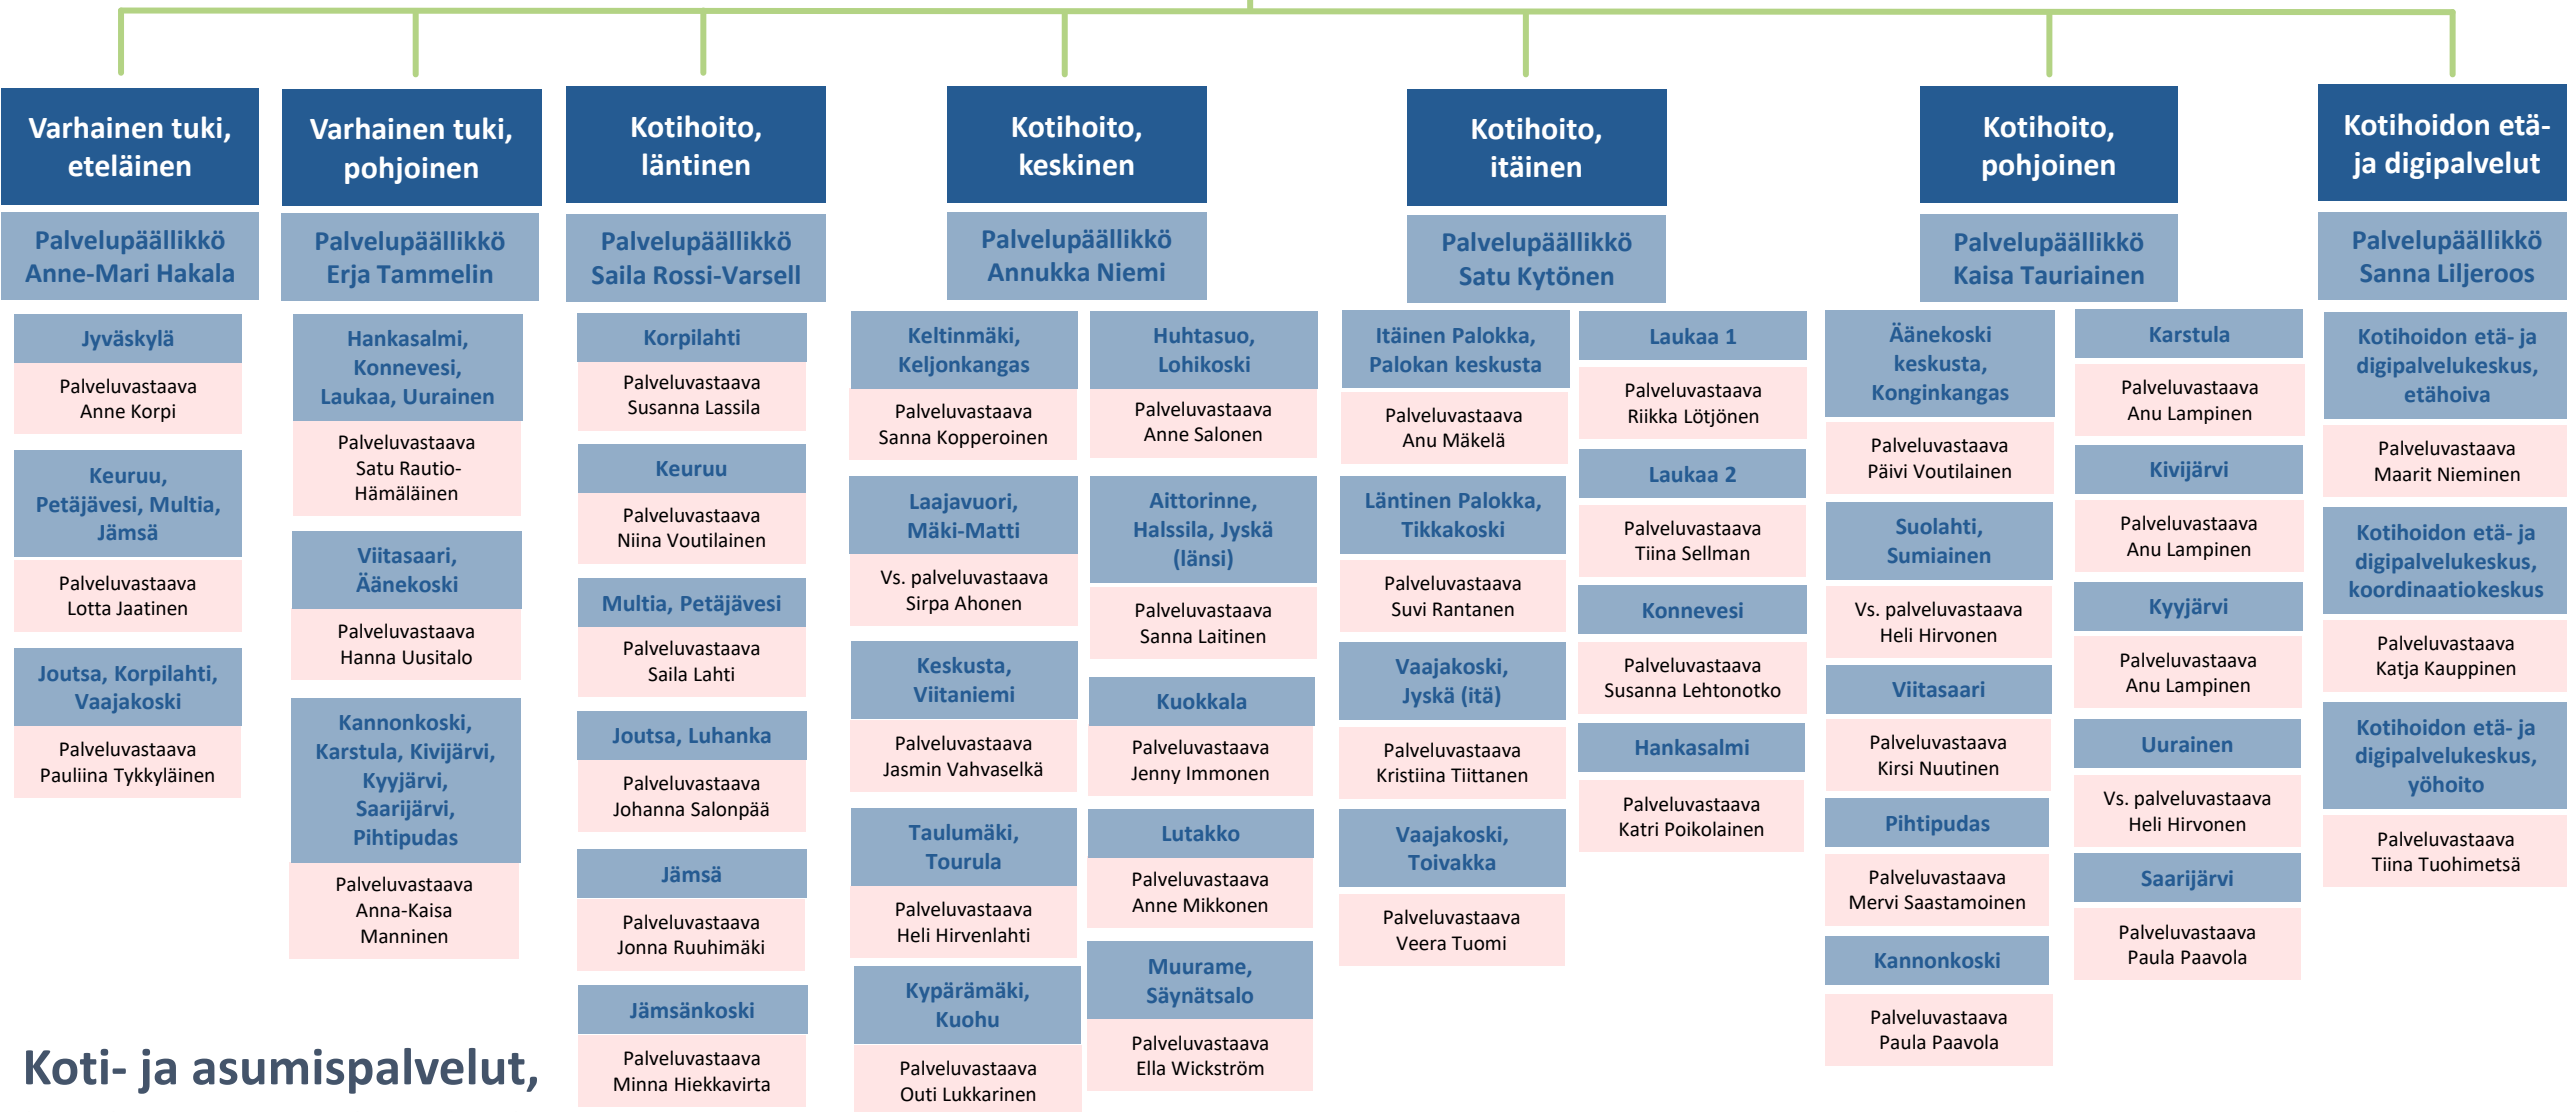 Varhainen tuki,
eteläinen
Palvelupäällikkö
Anne-Mari Hakala
Jyväskylä
Palveluvastaava
Anne Korpi
Keuruu,
Petäjävesi, Multia,
Jämsä
Palveluvastaava
Lotta Jaatinen
Joutsa, Korpilahti,
Vaajakoski
Palveluvastaava
Pauliina Tykkyläinen
Varhainen tuki,
pohjoinen
Palvelupäällikkö
Erja Tammelin
Hankasalmi,
Konnevesi,
Laukaa, Uurainen
Palveluvastaava
Satu Rautio-
Hämäläinen
Viitasaari,
Äänekoski
Palveluvastaava
Hanna Uusitalo
Kannonkoski,
Karstula, Kivijärvi,
Kyyjärvi,
Saarijärvi,
Pihtipudas
Palveluvastaava
Anna-Kaisa
Manninen
Kotihoito,
läntinen
Palvelupäällikkö
Saila Rossi-Varsell
Korpilahti
Palveluvastaava
Susanna Lassila
Keuruu
Palveluvastaava
Niina Voutilainen
Multia, Petäjävesi
Palveluvastaava
Saila Lahti
Joutsa, Luhanka
Palveluvastaava
Johanna Salonpää
Jämsä
Palveluvastaava
Jonna Ruuhimäki
Jämsänkoski
Palveluvastaava
Minna Hiekkavirta
Kotihoito,
keskinen
Palvelupäällikkö
Annukka Niemi
Keltinmäki,
Keljonkangas
Palveluvastaava
Sanna Kopperoinen
Laajavuori,
Mäki-Matti
Vs. palveluvastaava
Sirpa Ahonen
Keskusta,
Viitaniemi
Palveluvastaava
Jasmin Vahvaselkä
Taulumäki,
Tourula
Palveluvastaava
Heli Hirvenlahti
Kypärämäki,
Kuohu
Palveluvastaava
Outi Lukkarinen
Huhtasuo,
Lohikoski
Palveluvastaava
Anne Salonen
Aittorinne,
Halssila, Jyskä
(länsi)
Palveluvastaava
Sanna Laitinen
Kuokkala
Palveluvastaava
Jenny Immonen
Lutakko
Palveluvastaava
Anne Mikkonen
Muurame,
Säynätsalo
Palveluvastaava
Ella Wickström
Kotihoito,
itäinen
Palvelupäällikkö
Satu Kytönen
Itäinen Palokka,
Palokan keskusta
Palveluvastaava
Anu Mäkelä
Läntinen Palokka,
Tikkakoski
Palveluvastaava
Suvi Rantanen
Vaajakoski,
Jyskä (itä)
Palveluvastaava
Kristiina Tiittanen
Vaajakoski,
Toivakka
Palveluvastaava
Veera Tuomi
Laukaa 1
Palveluvastaava
Riikka Lötjönen
Laukaa 2
Palveluvastaava
Tiina Sellman
Konnevesi
Palveluvastaava
Susanna Lehtonotko
Hankasalmi
Palveluvastaava
Katri Poikolainen
Kotihoito,
pohjoinen
Palvelupäällikkö
Kaisa Tauriainen
Äänekoski
keskusta,
Konginkangas
Palveluvastaava
Päivi Voutilainen
Suolahti,
Sumiainen
Vs. palveluvastaava
Heli Hirvonen
Viitasaari
Palveluvastaava
Kirsi Nuutinen
Pihtipudas
Palveluvastaava
Mervi Saastamoinen
Kannonkoski
Palveluvastaava
Paula Paavola
Karstula
Palveluvastaava
Anu Lampinen
Kivijärvi
Palveluvastaava
Anu Lampinen
Kyyjärvi
Palveluvastaava
Anu Lampinen
Uurainen
Vs. palveluvastaava
Heli Hirvonen
Saarijärvi
Palveluvastaava
Paula Paavola
Kotihoidon etä-
ja digipalvelut
Palvelupäällikkö
Sanna Liljeroos
Kotihoidon etä- ja
digipalvelukeskus,
etähoiva
Palveluvastaava
Maarit Nieminen
Kotihoidon etä- ja
digipalvelukeskus,
koordinaatiokeskus
Palveluvastaava
Katja Kauppinen
Kotihoidon etä- ja
digipalvelukeskus,
yöhoito
Palveluvastaava
Tiina Tuohimetsä
Koti- ja asumispalvelut,